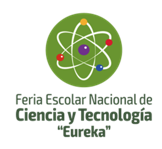 Feria Escolar Nacional de
Ciencia y Tecnología
"Eureka"